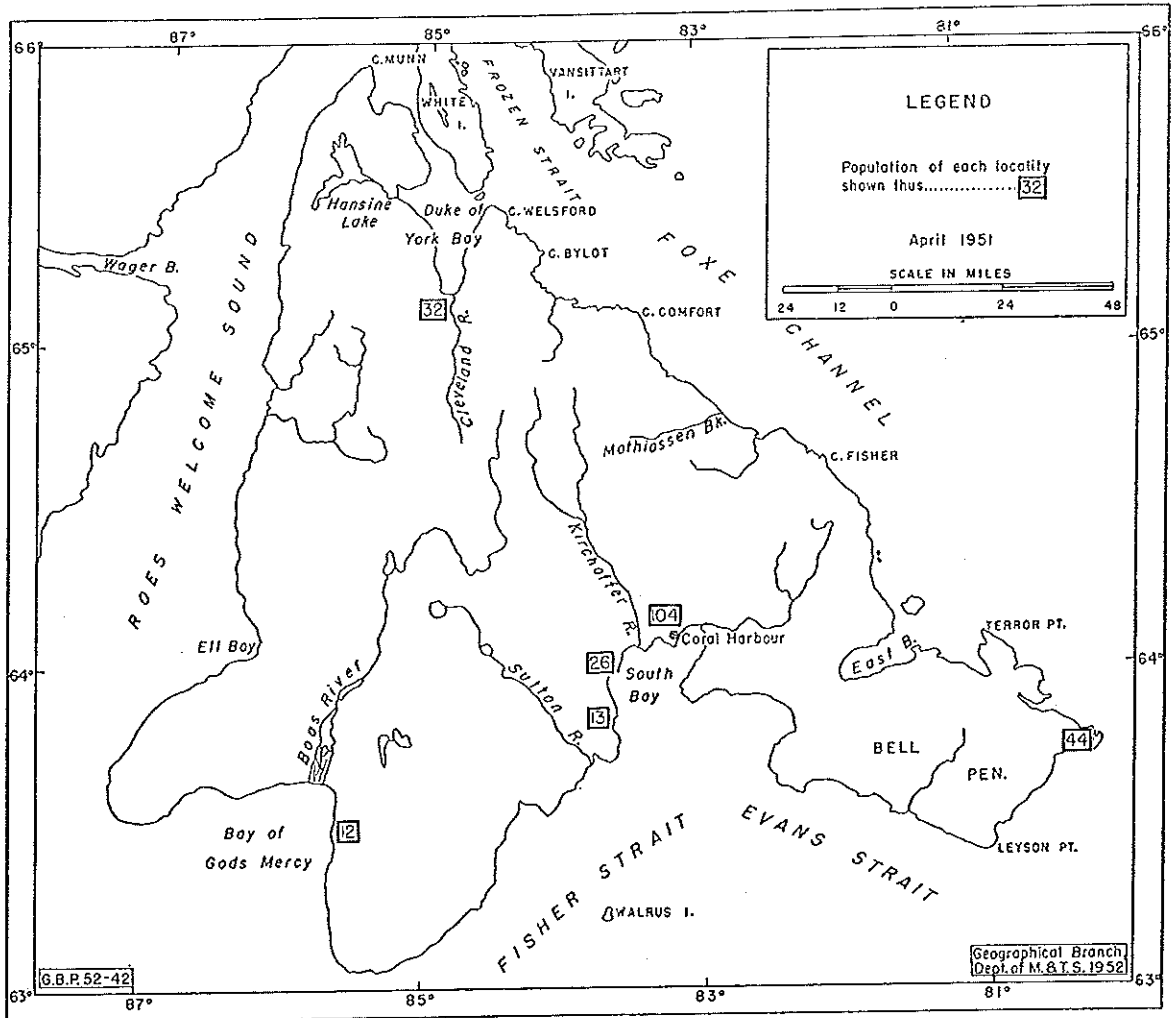 87°
85°
83°
81°
66°
66°
C. MUNN
WHITE
I.
FROZEN STRAIT
VANSITTART
I.
LEGEND
Population of each locality
shown thus................32
April 1951
SCALE IN MILES
24 12 0 24 48
Hansine
Lake
Duke of
York Bay
C. WELSFORD
C. BYLOT
C. COMFORT
FOXE CHANNEL
Wager B.
ROES WELCOME SOUND
32
Cleveland R.
65°
65°
Mathiassen Bk.
C. FISHER
Kirchoffer R.
104
Coral Harbour
TERROR PT.
Ell Bay
East B.
64°
64°
26
South
Bay
Boas River
Sutton R.
13
BELL
PEN.
44
Bay of
Gods Mercy
12
LEYSON PT.
FISHER STRAIT
EVANS STRAIT
WALRUS I.
G.B.P. 52-42
Geographical Branch,
Dept. of M.& T.S. 1952
63°
63°
87°
85°
83°
81°